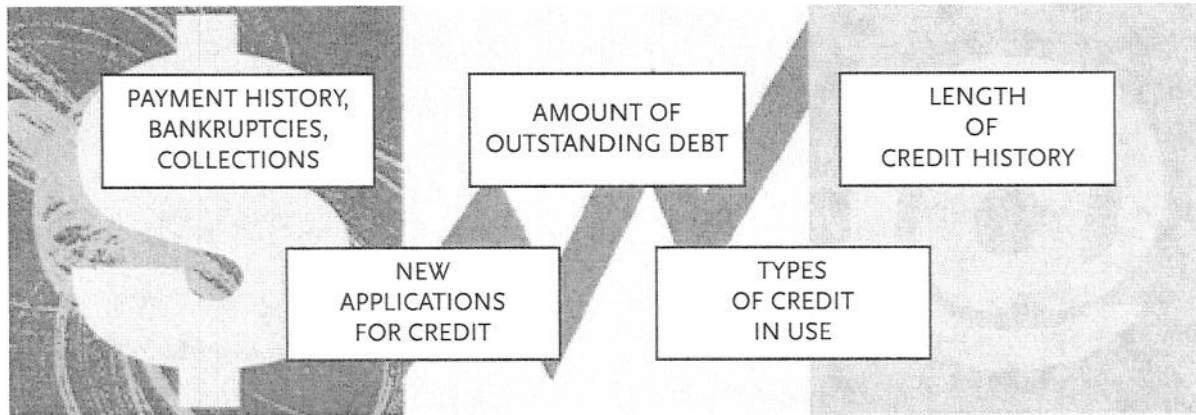 PAYMENT HISTORY,
BANKRUPTCIES,
COLLECTIONS
AMOUNT OF
OUTSTANDING DEBT
LENGTH
OF
CREDIT HISTORY
NEW
APPLICATIONS
FOR CREDIT
TYPES
OF CREDIT
IN USE